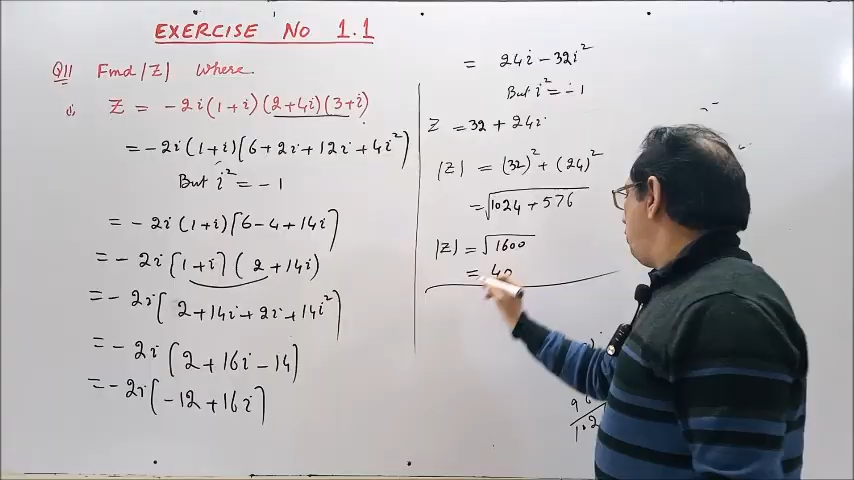 EXERCISE No 1.1
Q11 Find |Z| Where
i, Z = -2i(1+i)(2+4i)(3+i)
= -2i(1+i)[6+2i+12i+4i²)
But i² = -1
= -2i(1+i)[6-4+14i]
= -2i[1+i](2+14i)
= -2i[2+14i+2i+14i²]
= -2i[2+16i-14]
= -2i[-12+16i]
= 24i-32i²
But i² = -1
Z = 32+24i
|Z| = (32)²+(24)²
= √1024+576
|Z| = √1600
= 40